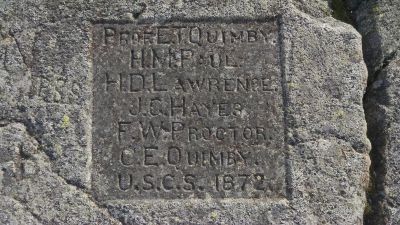 PROF. E.T. QUIMBY.
H.M. PAUL.
H.D. LAWRENCE.
J.C. HAYES.
F.W. PROCTOR.
C.E. QUIMBY.
U.S.C.S. 1872.